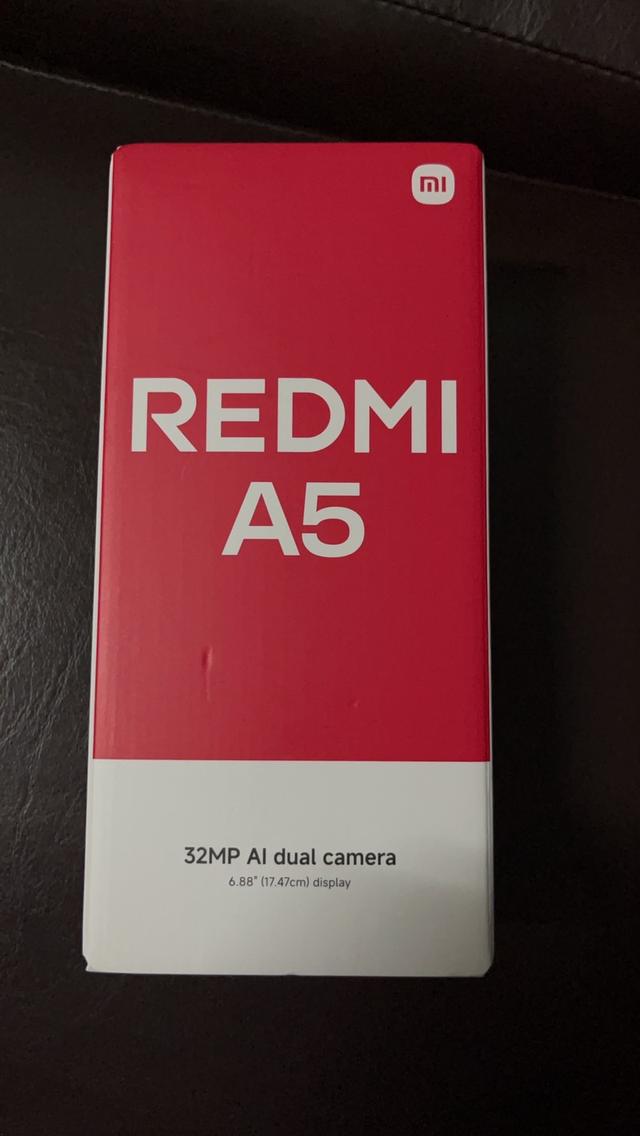 mi
REDMI
A5
32MP AI dual camera
6.88" (17.47cm) display